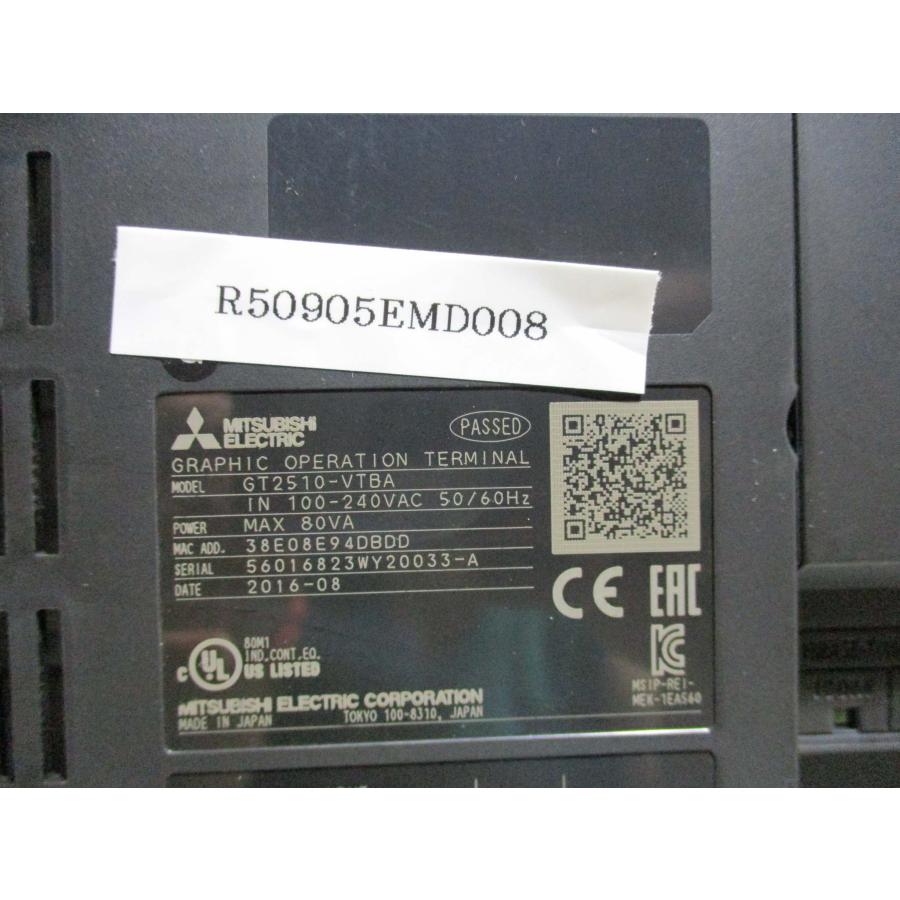 R50905EMD008
MITSUBISHI
ELECTRIC
PASSED
GRAPHIC OPERATION TERMINAL
MODEL GT2510-VTBA
IN 100-240VAC 50/60Hz
POWER MAX 80VA
MAC ADD. 38E08E94DBDD
SERIAL 56016823WY20033-A
DATE 2016-08
CE EAC
80M1
IND.CONT.EQ.
C UL US LISTED
MSIP-REI-
MEK-1EA540
MITSUBISHI ELECTRIC CORPORATION
MADE IN JAPAN TOKYO 100-8310, JAPAN